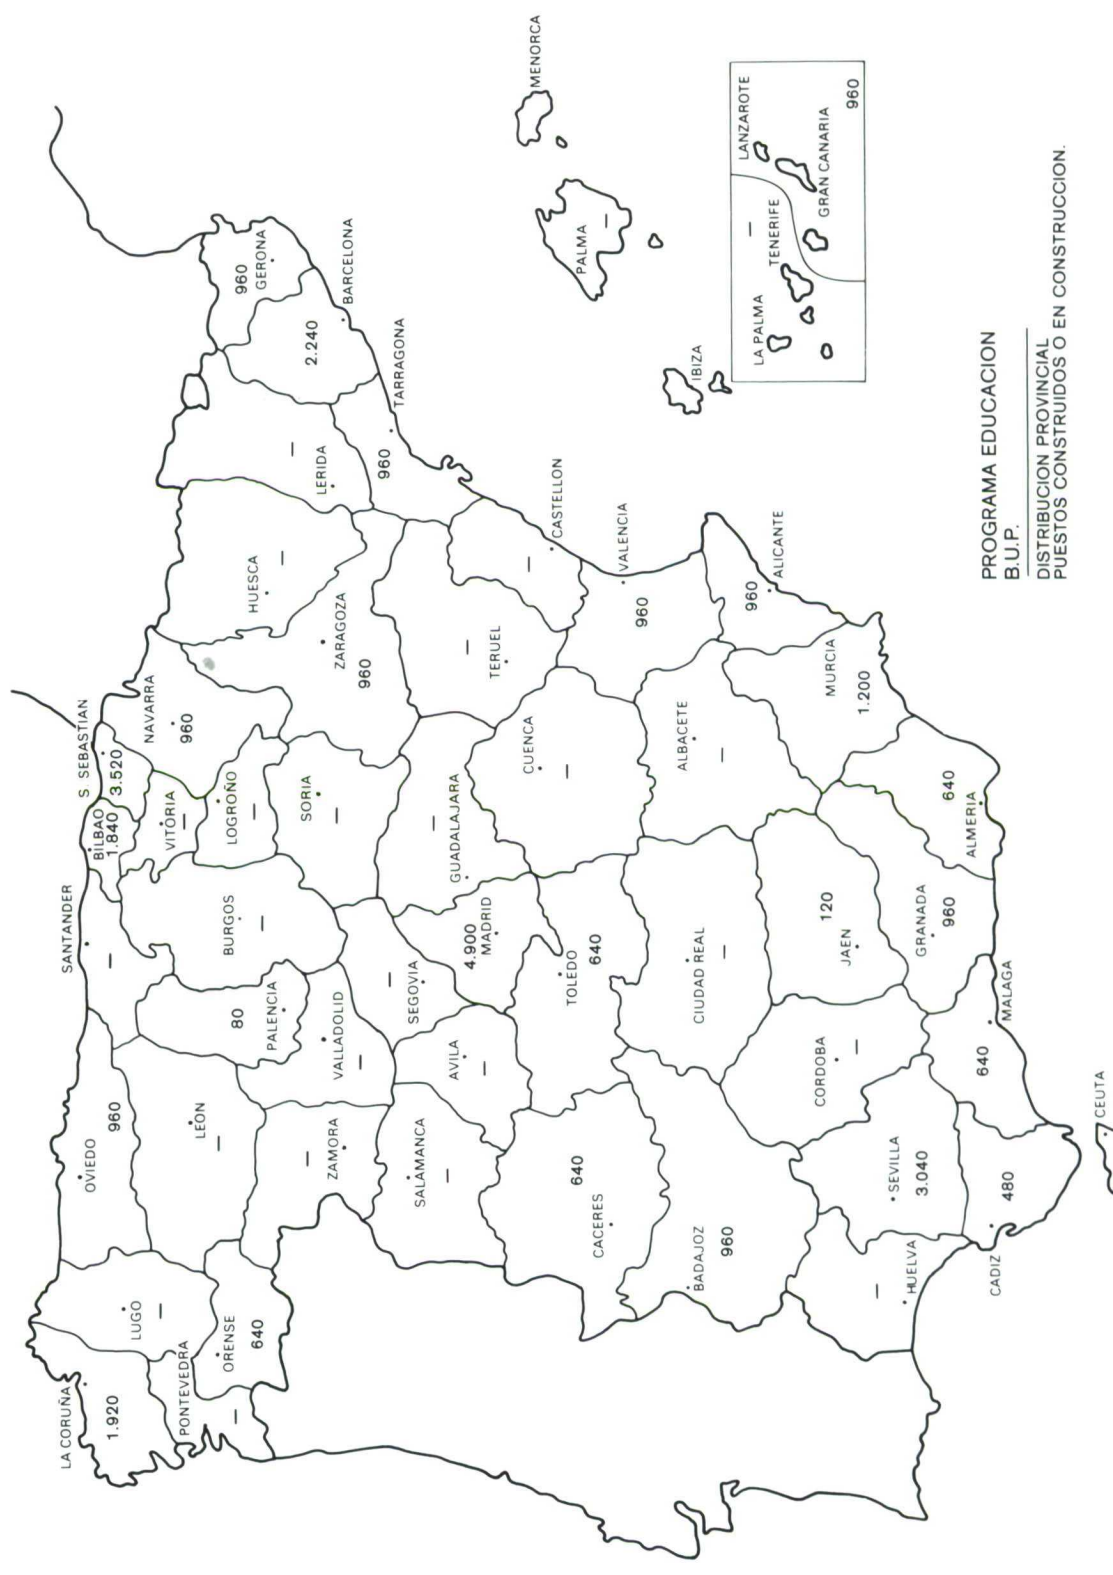 LA CORUÑA
1.920
LUGO
—
PONTEVEDRA
—
ORENSE
640
OVIEDO
960
SANTANDER
—
BILBAO
1.840
S. SEBASTIAN
3.520
VITORIA
—
NAVARRA
960
LOGROÑO
—
LEON
—
PALENCIA
80
BURGOS
—
SORIA
—
HUESCA
—
ZARAGOZA
960
LERIDA
—
960
GERONA
2.240
BARCELONA
TARRAGONA
960
ZAMORA
—
VALLADOLID
—
SALAMANCA
—
AVILA
—
SEGOVIA
—
4.900
MADRID
GUADALAJARA
—
TERUEL
—
CASTELLON
—
CUENCA
—
VALENCIA
960
640
CACERES
TOLEDO
640
BADAJOZ
960
CIUDAD REAL
—
ALBACETE
—
ALICANTE
960
MURCIA
1.200
HUELVA
—
SEVILLA
3.040
CORDOBA
—
JAEN
120
GRANADA
960
640
ALMERIA
CADIZ
480
MALAGA
640
CEUTA
MENORCA
PALMA
—
IBIZA
LA PALMA
TENERIFE
—
LANZAROTE
GRAN CANARIA
960
PROGRAMA EDUCACION
B.U.P.
DISTRIBUCION PROVINCIAL
PUESTOS CONSTRUIDOS O EN CONSTRUCCION.